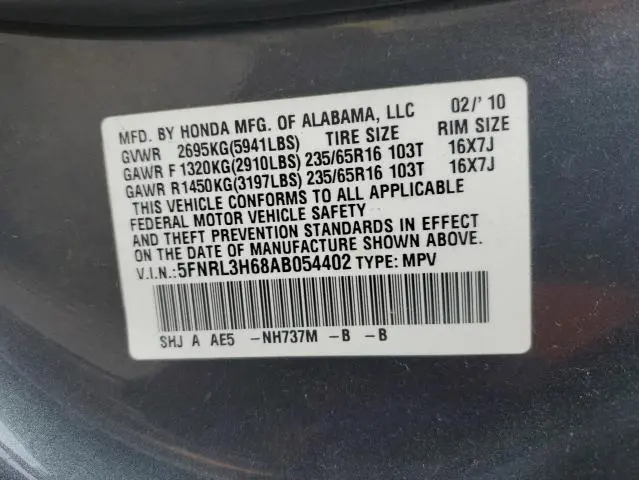 MFD. BY HONDA MFG. OF ALABAMA, LLC 02/'10
GVWR 2695KG(5941LBS) TIRE SIZE RIM SIZE
GAWR F1320KG(2910LBS) 235/65R16 103T 16X7J
GAWR R1450KG(3197LBS) 235/65R16 103T 16X7J
THIS VEHICLE CONFORMS TO ALL APPLICABLE
FEDERAL MOTOR VEHICLE SAFETY
AND THEFT PREVENTION STANDARDS IN EFFECT
ON THE DATE OF MANUFACTURE SHOWN ABOVE.
V.I.N.:5FNRL3H68AB054402 TYPE: MPV
SHJ A AE5 -NH737M -B -B